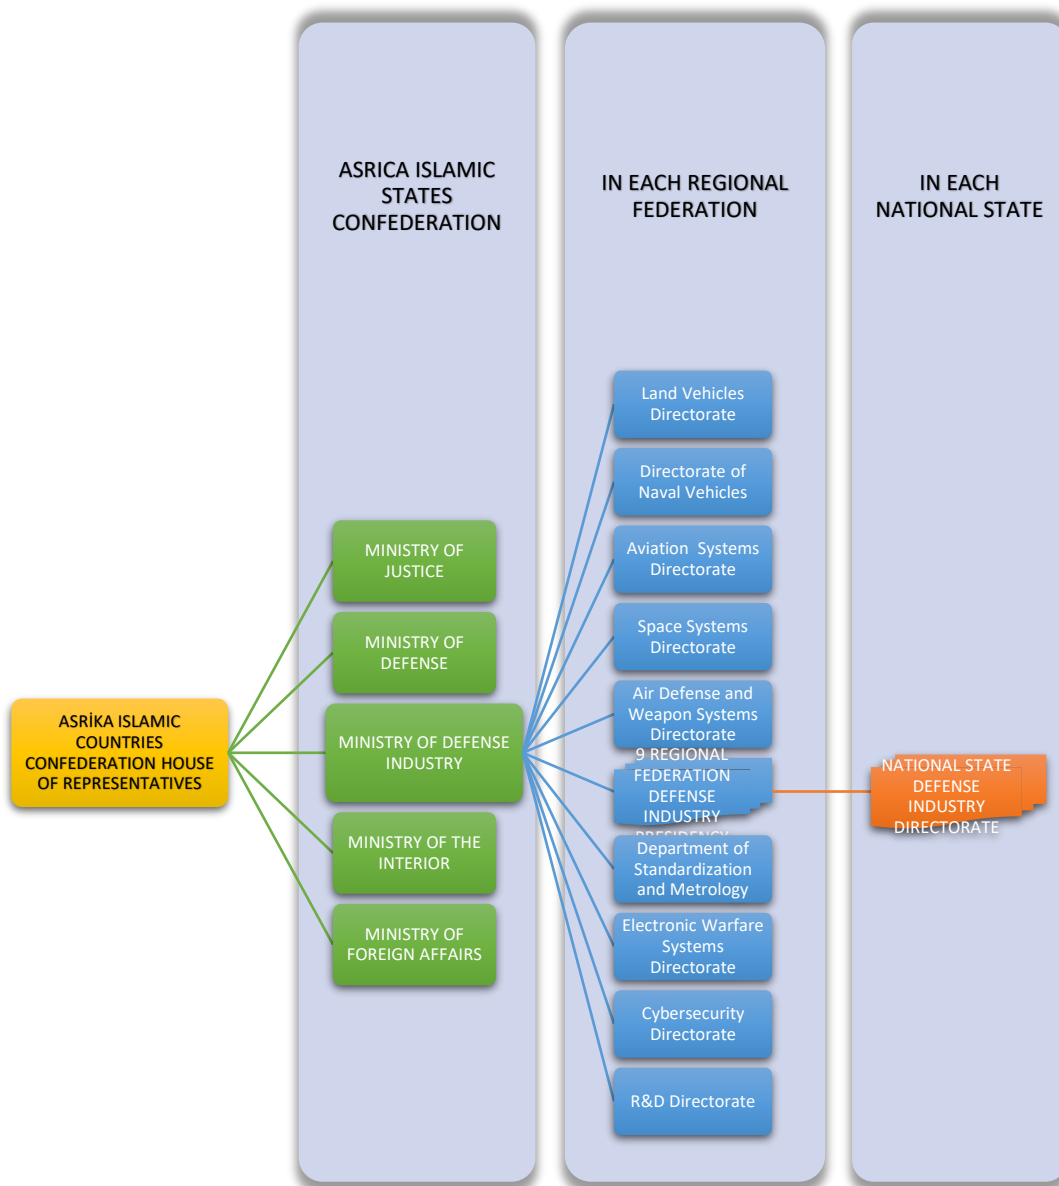 ASRICA ISLAMIC
STATES
CONFEDERATION
IN EACH REGIONAL
FEDERATION
IN EACH
NATIONAL STATE
ASRİKA ISLAMIC
COUNTRIES
CONFEDERATION HOUSE
OF REPRESENTATIVES
MINISTRY OF
JUSTICE
MINISTRY OF
DEFENSE
MINISTRY OF DEFENSE
INDUSTRY
MINISTRY OF THE
INTERIOR
MINISTRY OF
FOREIGN AFFAIRS
Land Vehicles
Directorate
Directorate of
Naval Vehicles
Aviation Systems
Directorate
Space Systems
Directorate
Air Defense and
Weapon Systems
Directorate
9 REGIONAL
FEDERATION
DEFENSE
INDUSTRY
PRESIDENCY
Department of
Standardization
and Metrology
Electronic Warfare
Systems
Directorate
Cybersecurity
Directorate
R&D Directorate
NATIONAL STATE
DEFENSE
INDUSTRY
DIRECTORATE